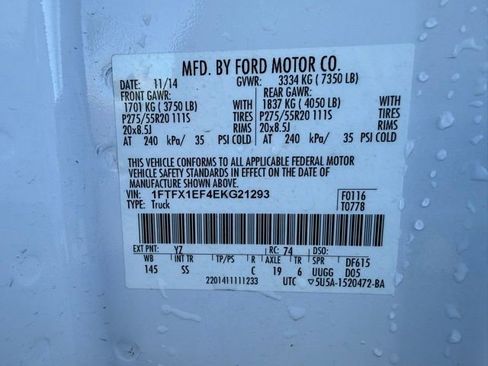 MFD. BY FORD MOTOR CO.
DATE: 11/14 GVWR: 3334 KG ( 7350 LB)
FRONT GAWR: REAR GAWR:
1701 KG ( 3750 LB) WITH 1837 KG ( 4050 LB) WITH
P275/55R20 111S TIRES P275/55R20 111S TIRES
20x8.5J RIMS 20x8.5J RIMS
AT 240 kPa/ 35 PSI COLD AT 240 kPa/ 35 PSI COLD
THIS VEHICLE CONFORMS TO ALL APPLICABLE FEDERAL MOTOR
VEHICLE SAFETY STANDARDS IN EFFECT ON THE DATE OF
MANUFACTURE SHOWN ABOVE.
VIN: 1FTFX1EF4EKG21293 F0116
TYPE: Truck T0778
EXT PNT: YZ RC: 74 DSO:
WB INT TR TP/PS R AXLE TR SPR DF615
145 SS C 19 6 UUGG D05
2201411111233 UTC ▽5U5A-1520472-BA